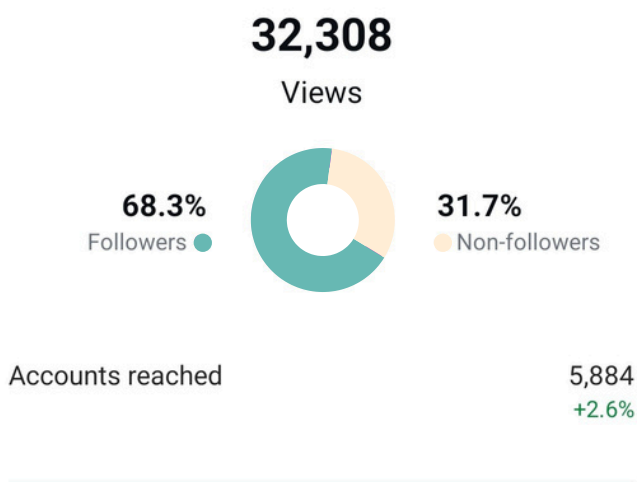 32,308
Views
68.3%
Followers
31.7%
Non-followers
Accounts reached
5,884
+2.6%